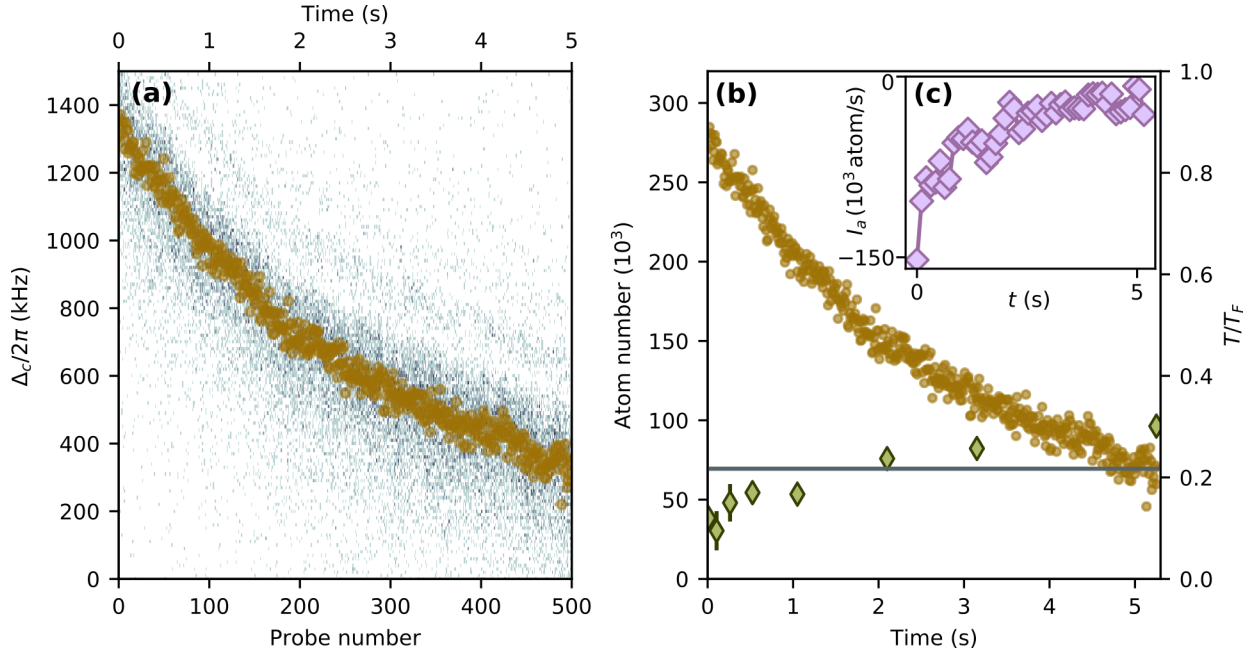 Time (s)
0 1 2 3 4 5
(a)
1400
1200
1000
800
600
400
200
0
Δc/2π (kHz)
0 100 200 300 400 500
Probe number
(b)
300
250
200
150
100
50
0
Atom number (10³)
0 1 2 3 4 5
Time (s)
1.0
0.8
0.6
0.4
0.2
0.0
T/T_F
(c)
0
−150
I_a (10³ atom/s)
0 5
t (s)